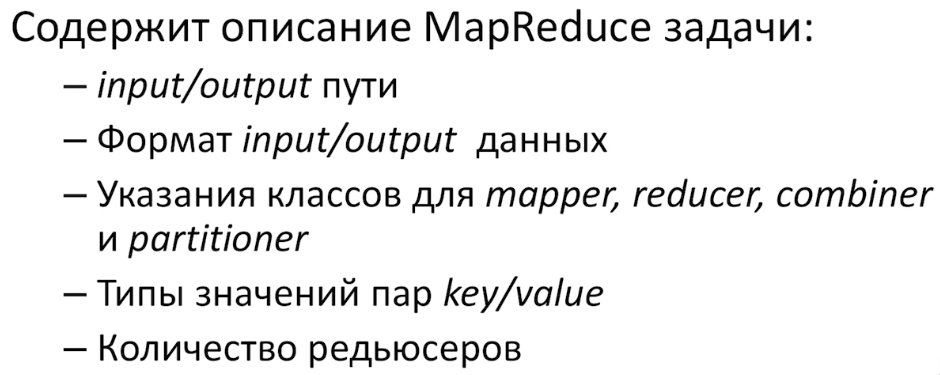 Содержит описание MapReduce задачи:
– input/output пути
– Формат input/output данных
– Указания классов для mapper, reducer, combiner
и partitioner
– Типы значений пар key/value
– Количество редьюсеров